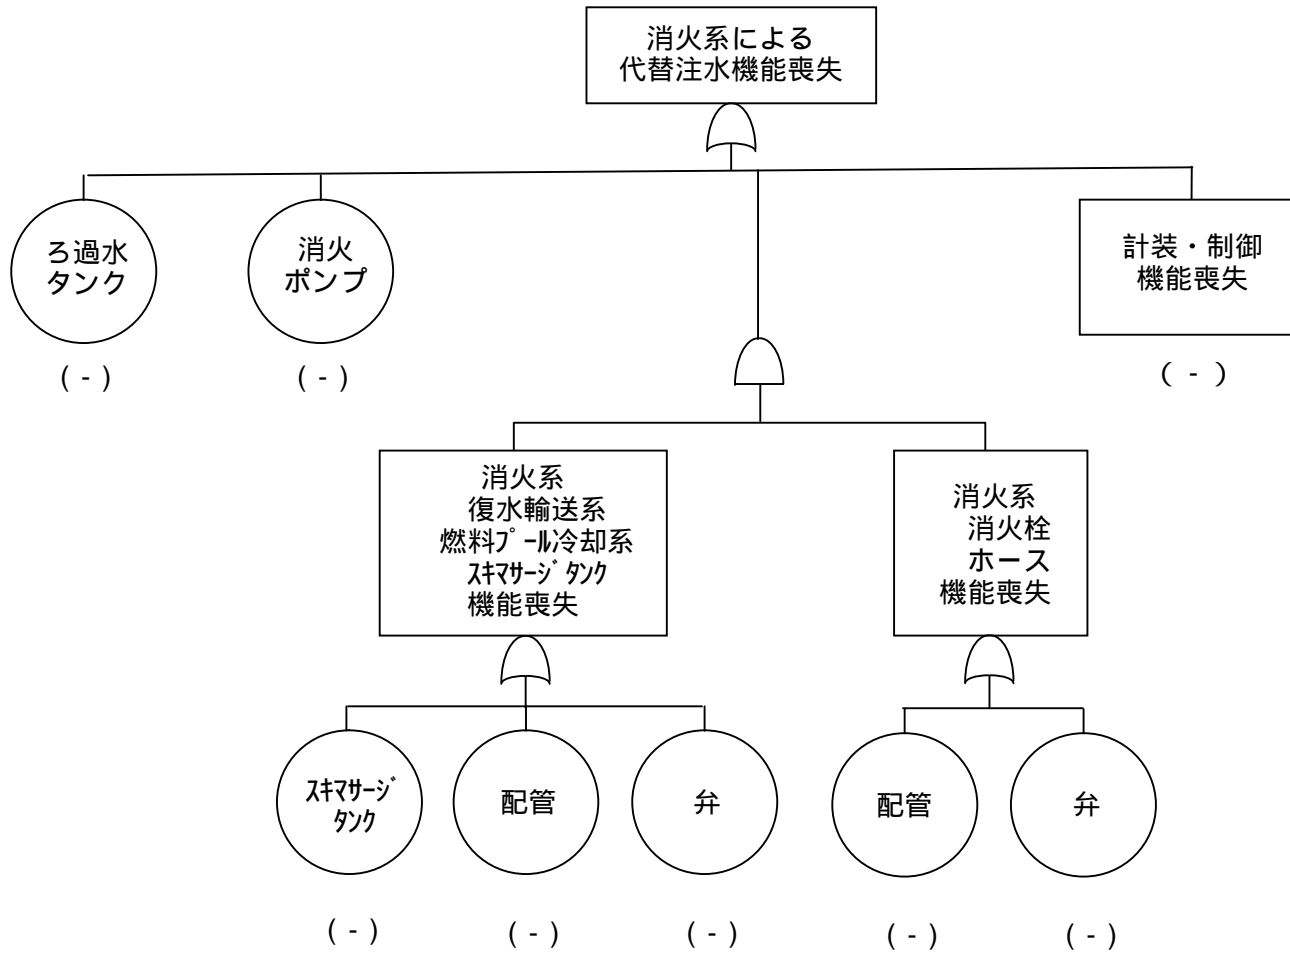 消火系による
代替注水機能喪失
ろ過水
タンク
(-)
消火
ポンプ
(-)
計装・制御
機能喪失
(-)
消火系
復水輸送系
燃料ﾌﾟｰﾙ冷却系
ｽｷﾏｻｰｼﾞﾀﾝｸ
機能喪失
消火系
消火栓
ホース
機能喪失
ｽｷﾏｻｰｼﾞ
ﾀﾝｸ
(-)
配管
(-)
弁
(-)
配管
(-)
弁
(-)